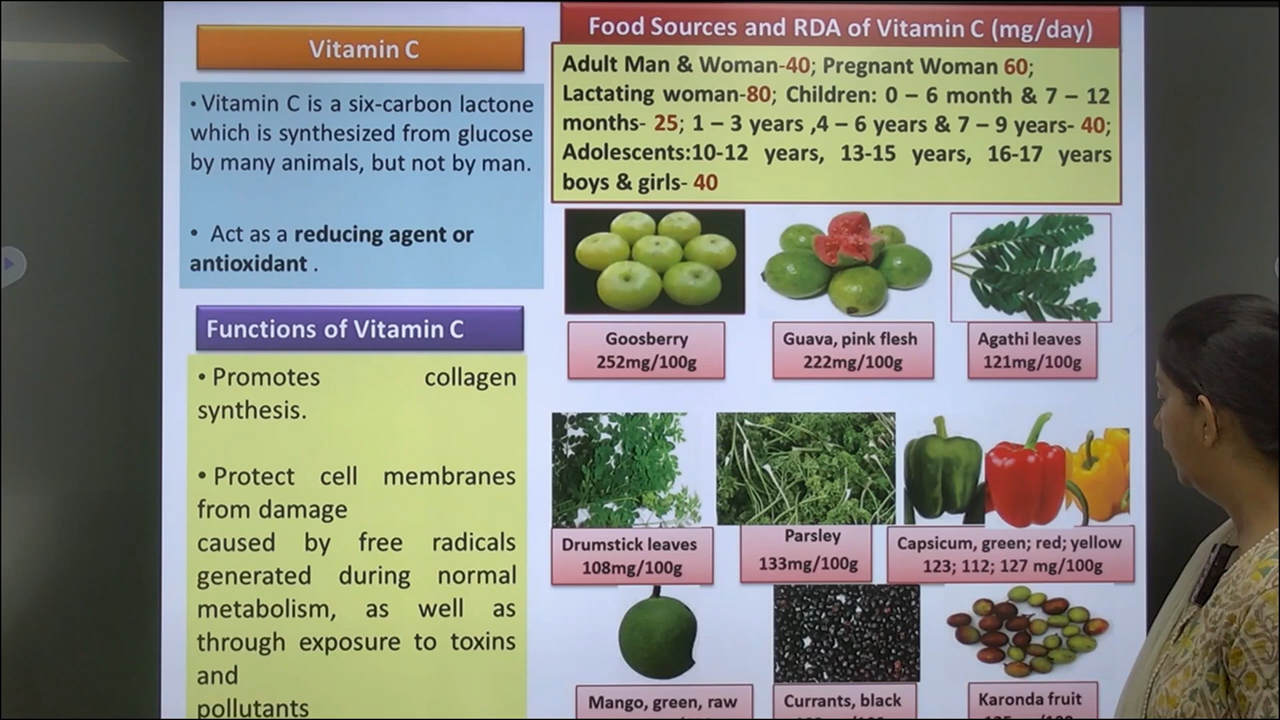 Vitamin C
• Vitamin C is a six-carbon lactone
which is synthesized from glucose
by many animals, but not by man.
• Act as a reducing agent or
antioxidant .
Functions of Vitamin C
• Promotes collagen
synthesis.
• Protect cell membranes
from damage
caused by free radicals
generated during normal
metabolism, as well as
through exposure to toxins
and
pollutants
Food Sources and RDA of Vitamin C (mg/day)
Adult Man & Woman-40; Pregnant Woman 60;
Lactating woman-80; Children: 0 – 6 month & 7 – 12
months- 25; 1 – 3 years ,4 – 6 years & 7 – 9 years- 40;
Adolescents:10-12 years, 13-15 years, 16-17 years
boys & girls- 40
Goosberry
252mg/100g
Guava, pink flesh
222mg/100g
Agathi leaves
121mg/100g
Drumstick leaves
108mg/100g
Parsley
133mg/100g
Capsicum, green; red; yellow
123; 112; 127 mg/100g
Mango, green, raw
Currants, black
Karonda fruit